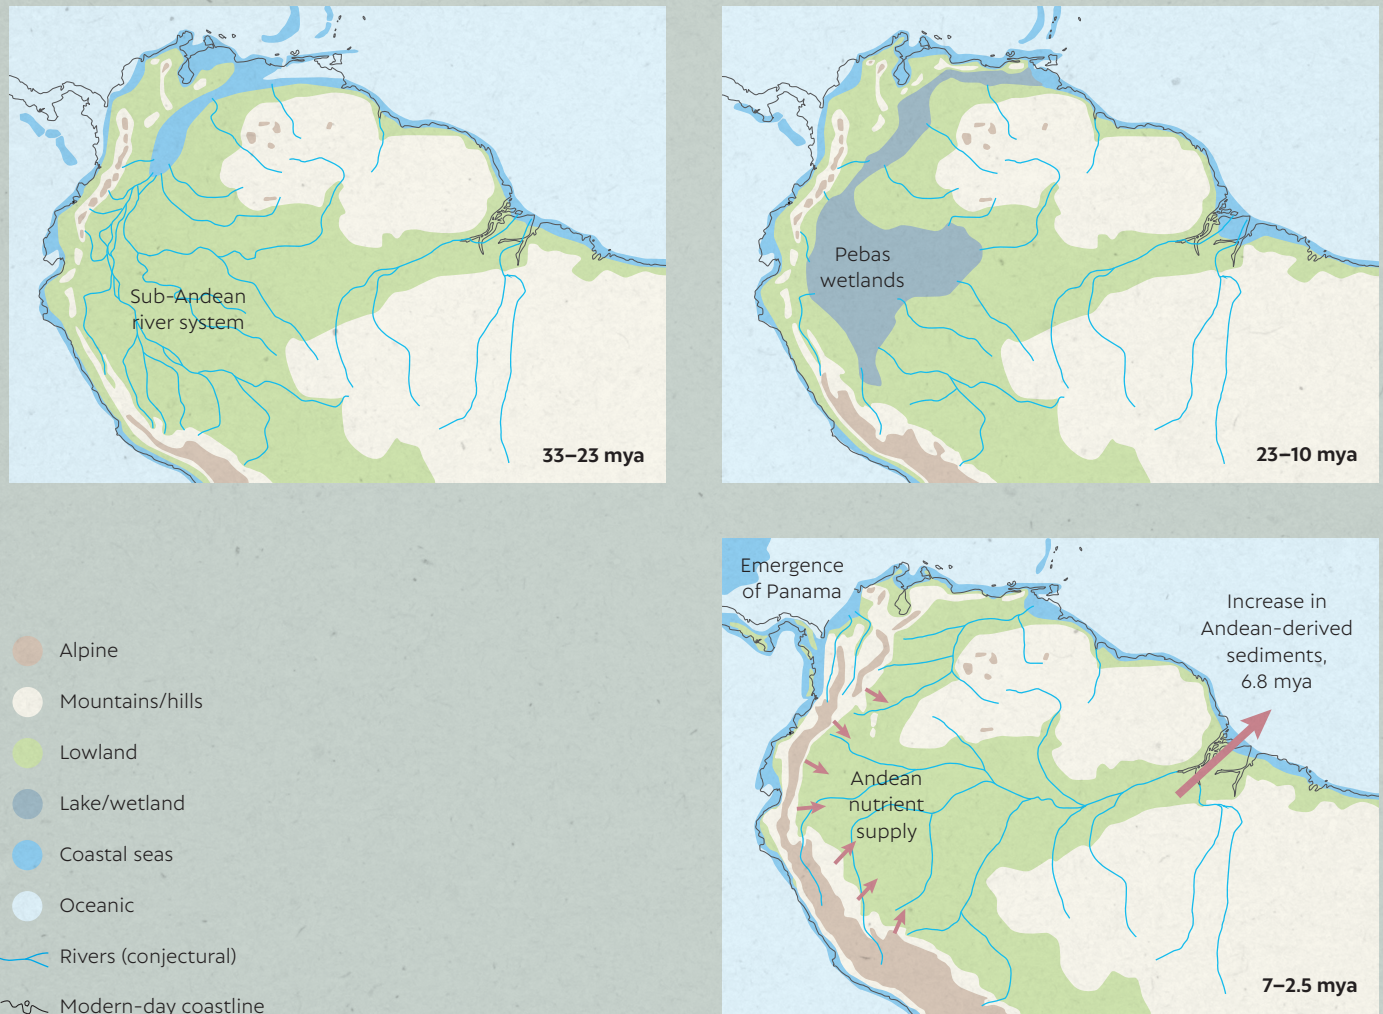 Sub-Andean
river system
33–23 mya
Pebas
wetlands
23–10 mya
Alpine
Mountains/hills
Lowland
Lake/wetland
Coastal seas
Oceanic
Rivers (conjectural)
Modern-day coastline
Emergence
of Panama
Increase in
Andean-derived
sediments,
6.8 mya
Andean
nutrient
supply
7–2.5 mya